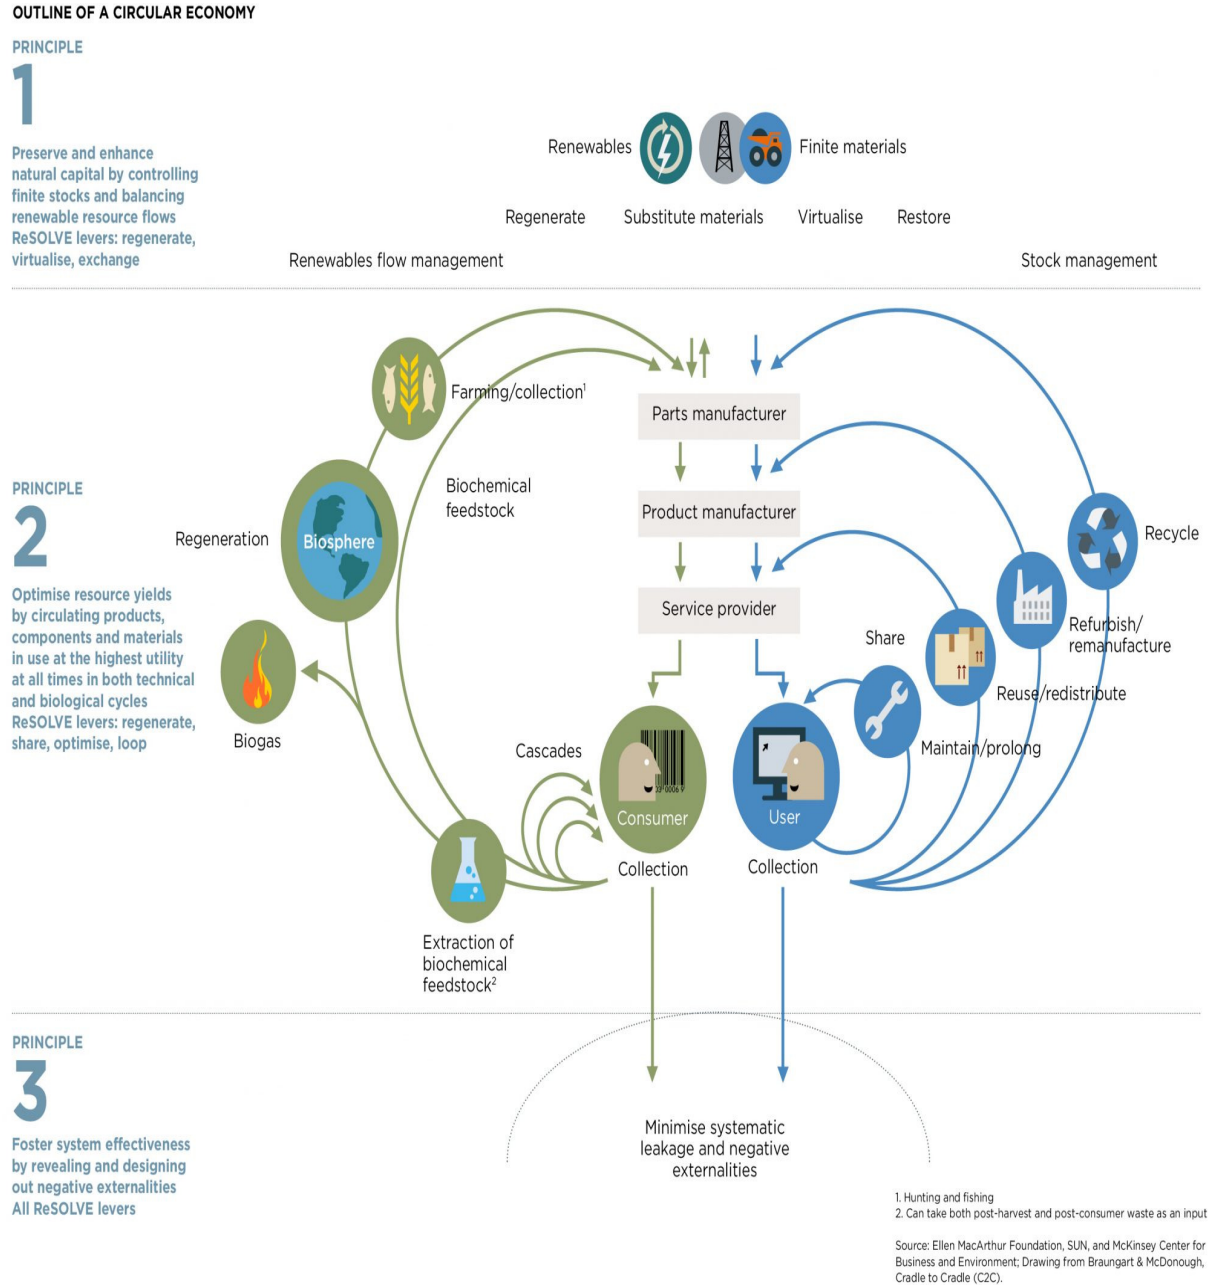 OUTLINE OF A CIRCULAR ECONOMY
PRINCIPLE
1
Preserve and enhance
natural capital by controlling
finite stocks and balancing
renewable resource flows
ReSOLVE levers: regenerate,
virtualise, exchange
Renewables
Finite materials
Regenerate
Substitute materials
Virtualise
Restore
Renewables flow management
Stock management
PRINCIPLE
2
Optimise resource yields
by circulating products,
components and materials
in use at the highest utility
at all times in both technical
and biological cycles
ReSOLVE levers: regenerate,
share, optimise, loop
Farming/collection¹
Biochemical
feedstock
Regeneration
Biosphere
Biogas
Cascades
Extraction of
biochemical
feedstock²
Parts manufacturer
Product manufacturer
Service provider
Consumer
Collection
User
Collection
Share
Maintain/prolong
Reuse/redistribute
Refurbish/
remanufacture
Recycle
PRINCIPLE
3
Foster system effectiveness
by revealing and designing
out negative externalities
All ReSOLVE levers
Minimise systematic
leakage and negative
externalities
1. Hunting and fishing
2. Can take both post-harvest and post-consumer waste as an input
Source: Ellen MacArthur Foundation, SUN, and McKinsey Center for
Business and Environment; Drawing from Braungart & McDonough,
Cradle to Cradle (C2C).